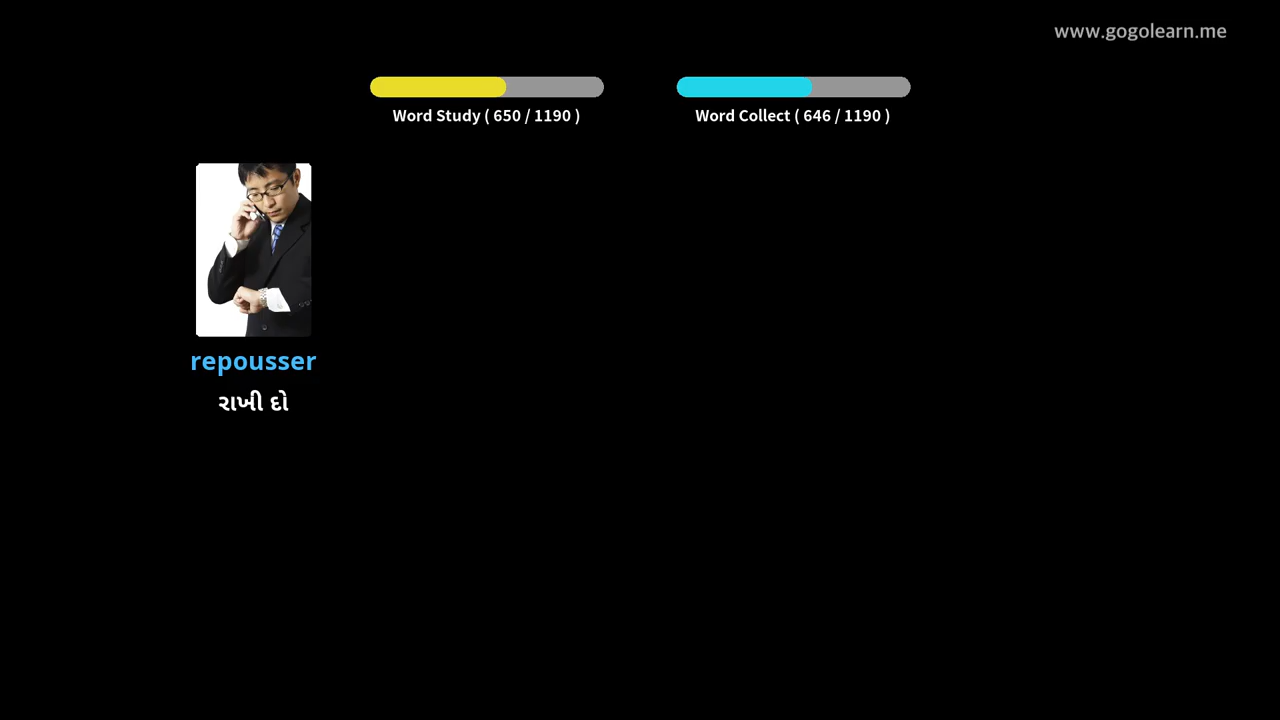 www.gogolearn.me
Word Study ( 650 / 1190 )
Word Collect ( 646 / 1190 )
repousser
રાખી દો